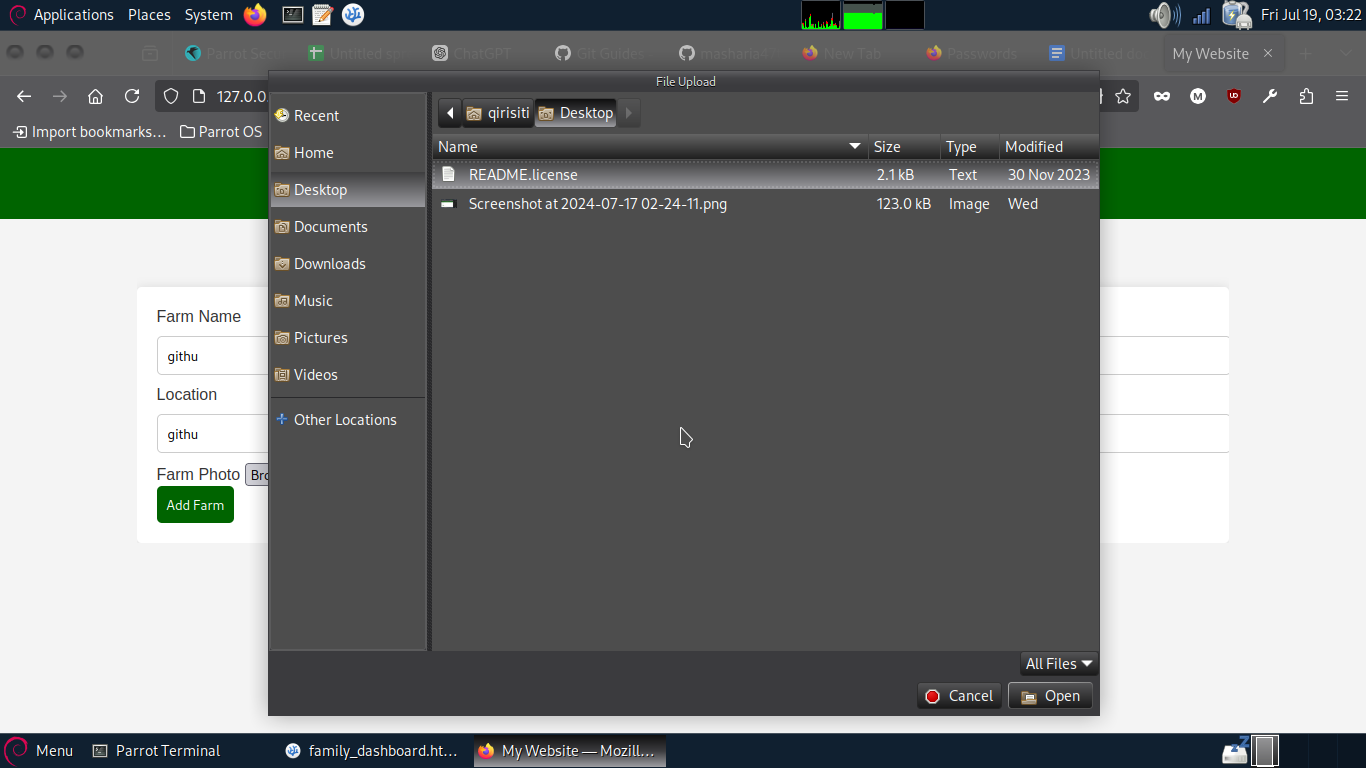 Applications Places System Fri Jul 19, 03:22
Parrot Sec Untitled sp ChatGPT Git Guides masharia New Tab Passwords Untitled do My Website
File Upload
127.0.0.
Import bookmarks... Parrot OS
Recent
Home
Desktop
Documents
Downloads
Music
Pictures
Videos
Other Locations
qirisiti Desktop
Name Size Type Modified
README.license 2.1 kB Text 30 Nov 2023
Screenshot at 2024-07-17 02-24-11.png 123.0 kB Image Wed
All Files
Cancel Open
Farm Name
githu
Location
githu
Farm Photo Bro
Add Farm
Menu Parrot Terminal family_dashboard.ht... My Website — Mozill...